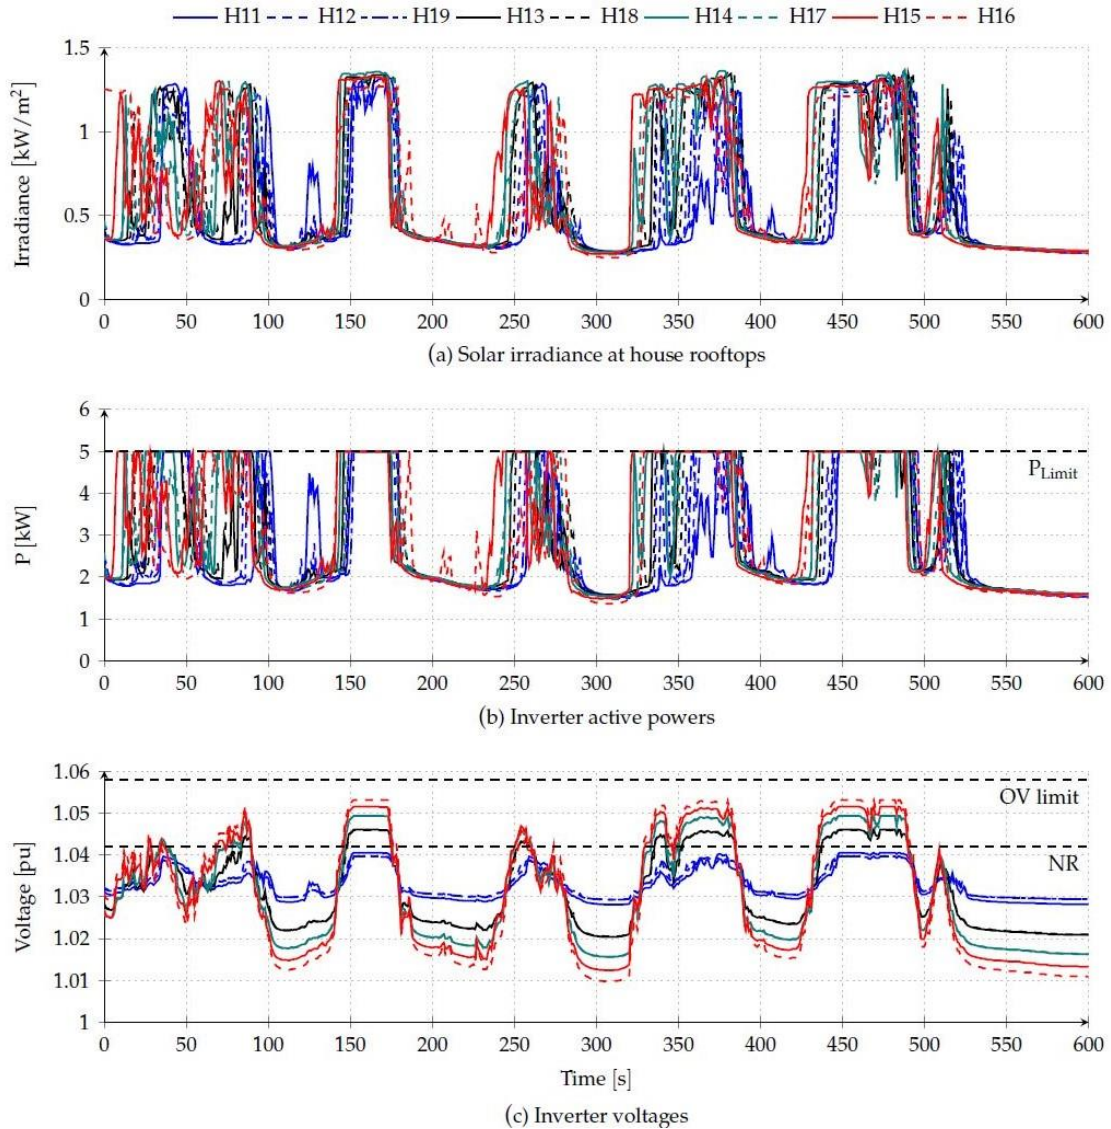 H11 H12 H19 H13 H18 H14 H17 H15 H16
Irradiance [kW/m²]
1.5
1
0.5
0
0 50 100 150 200 250 300 350 400 450 500 550 600
(a) Solar irradiance at house rooftops
P [kW]
6
5
4
3
2
1
0
P_Limit
0 50 100 150 200 250 300 350 400 450 500 550 600
(b) Inverter active powers
Voltage [pu]
1.06
1.05
1.04
1.03
1.02
1.01
1
OV limit
NR
0 50 100 150 200 250 300 350 400 450 500 550 600
Time [s]
(c) Inverter voltages